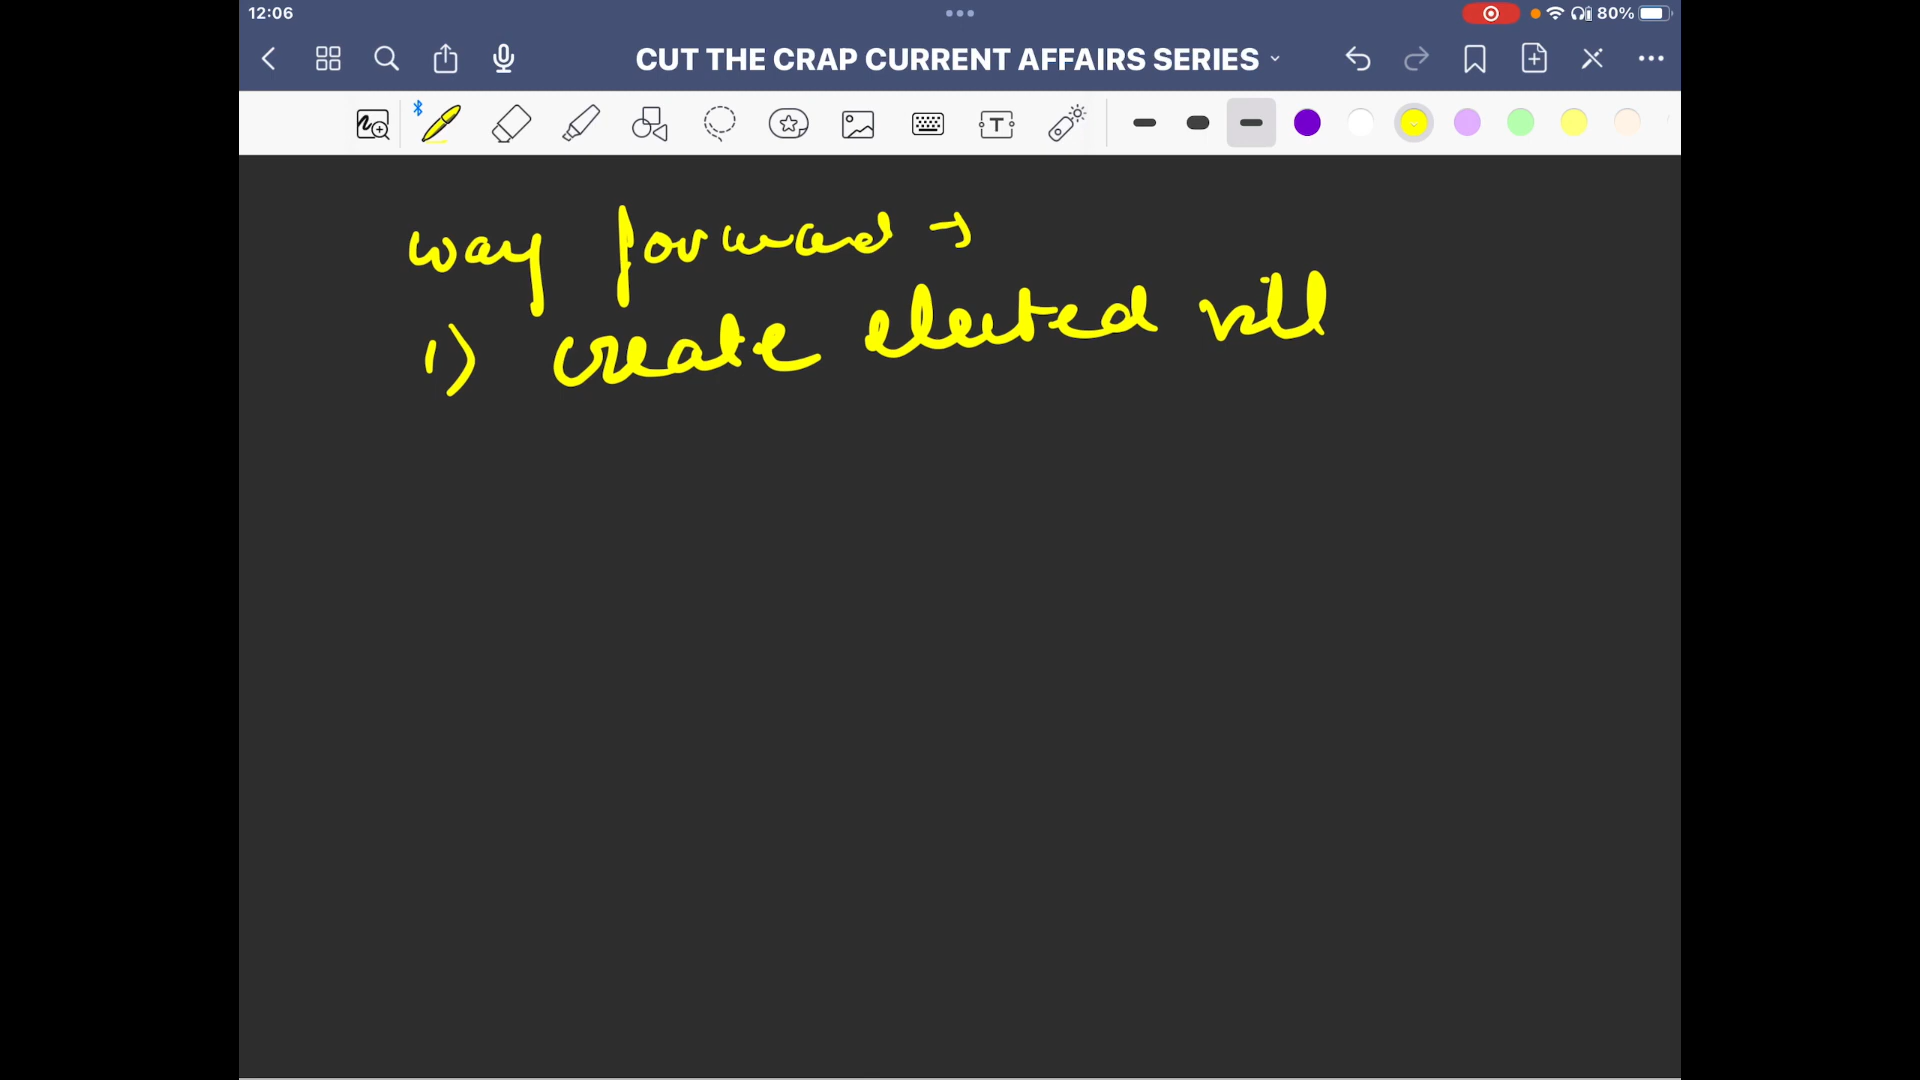 12:06
80%
CUT THE CRAP CURRENT AFFAIRS SERIES
T
way forward →
1) create elected vill